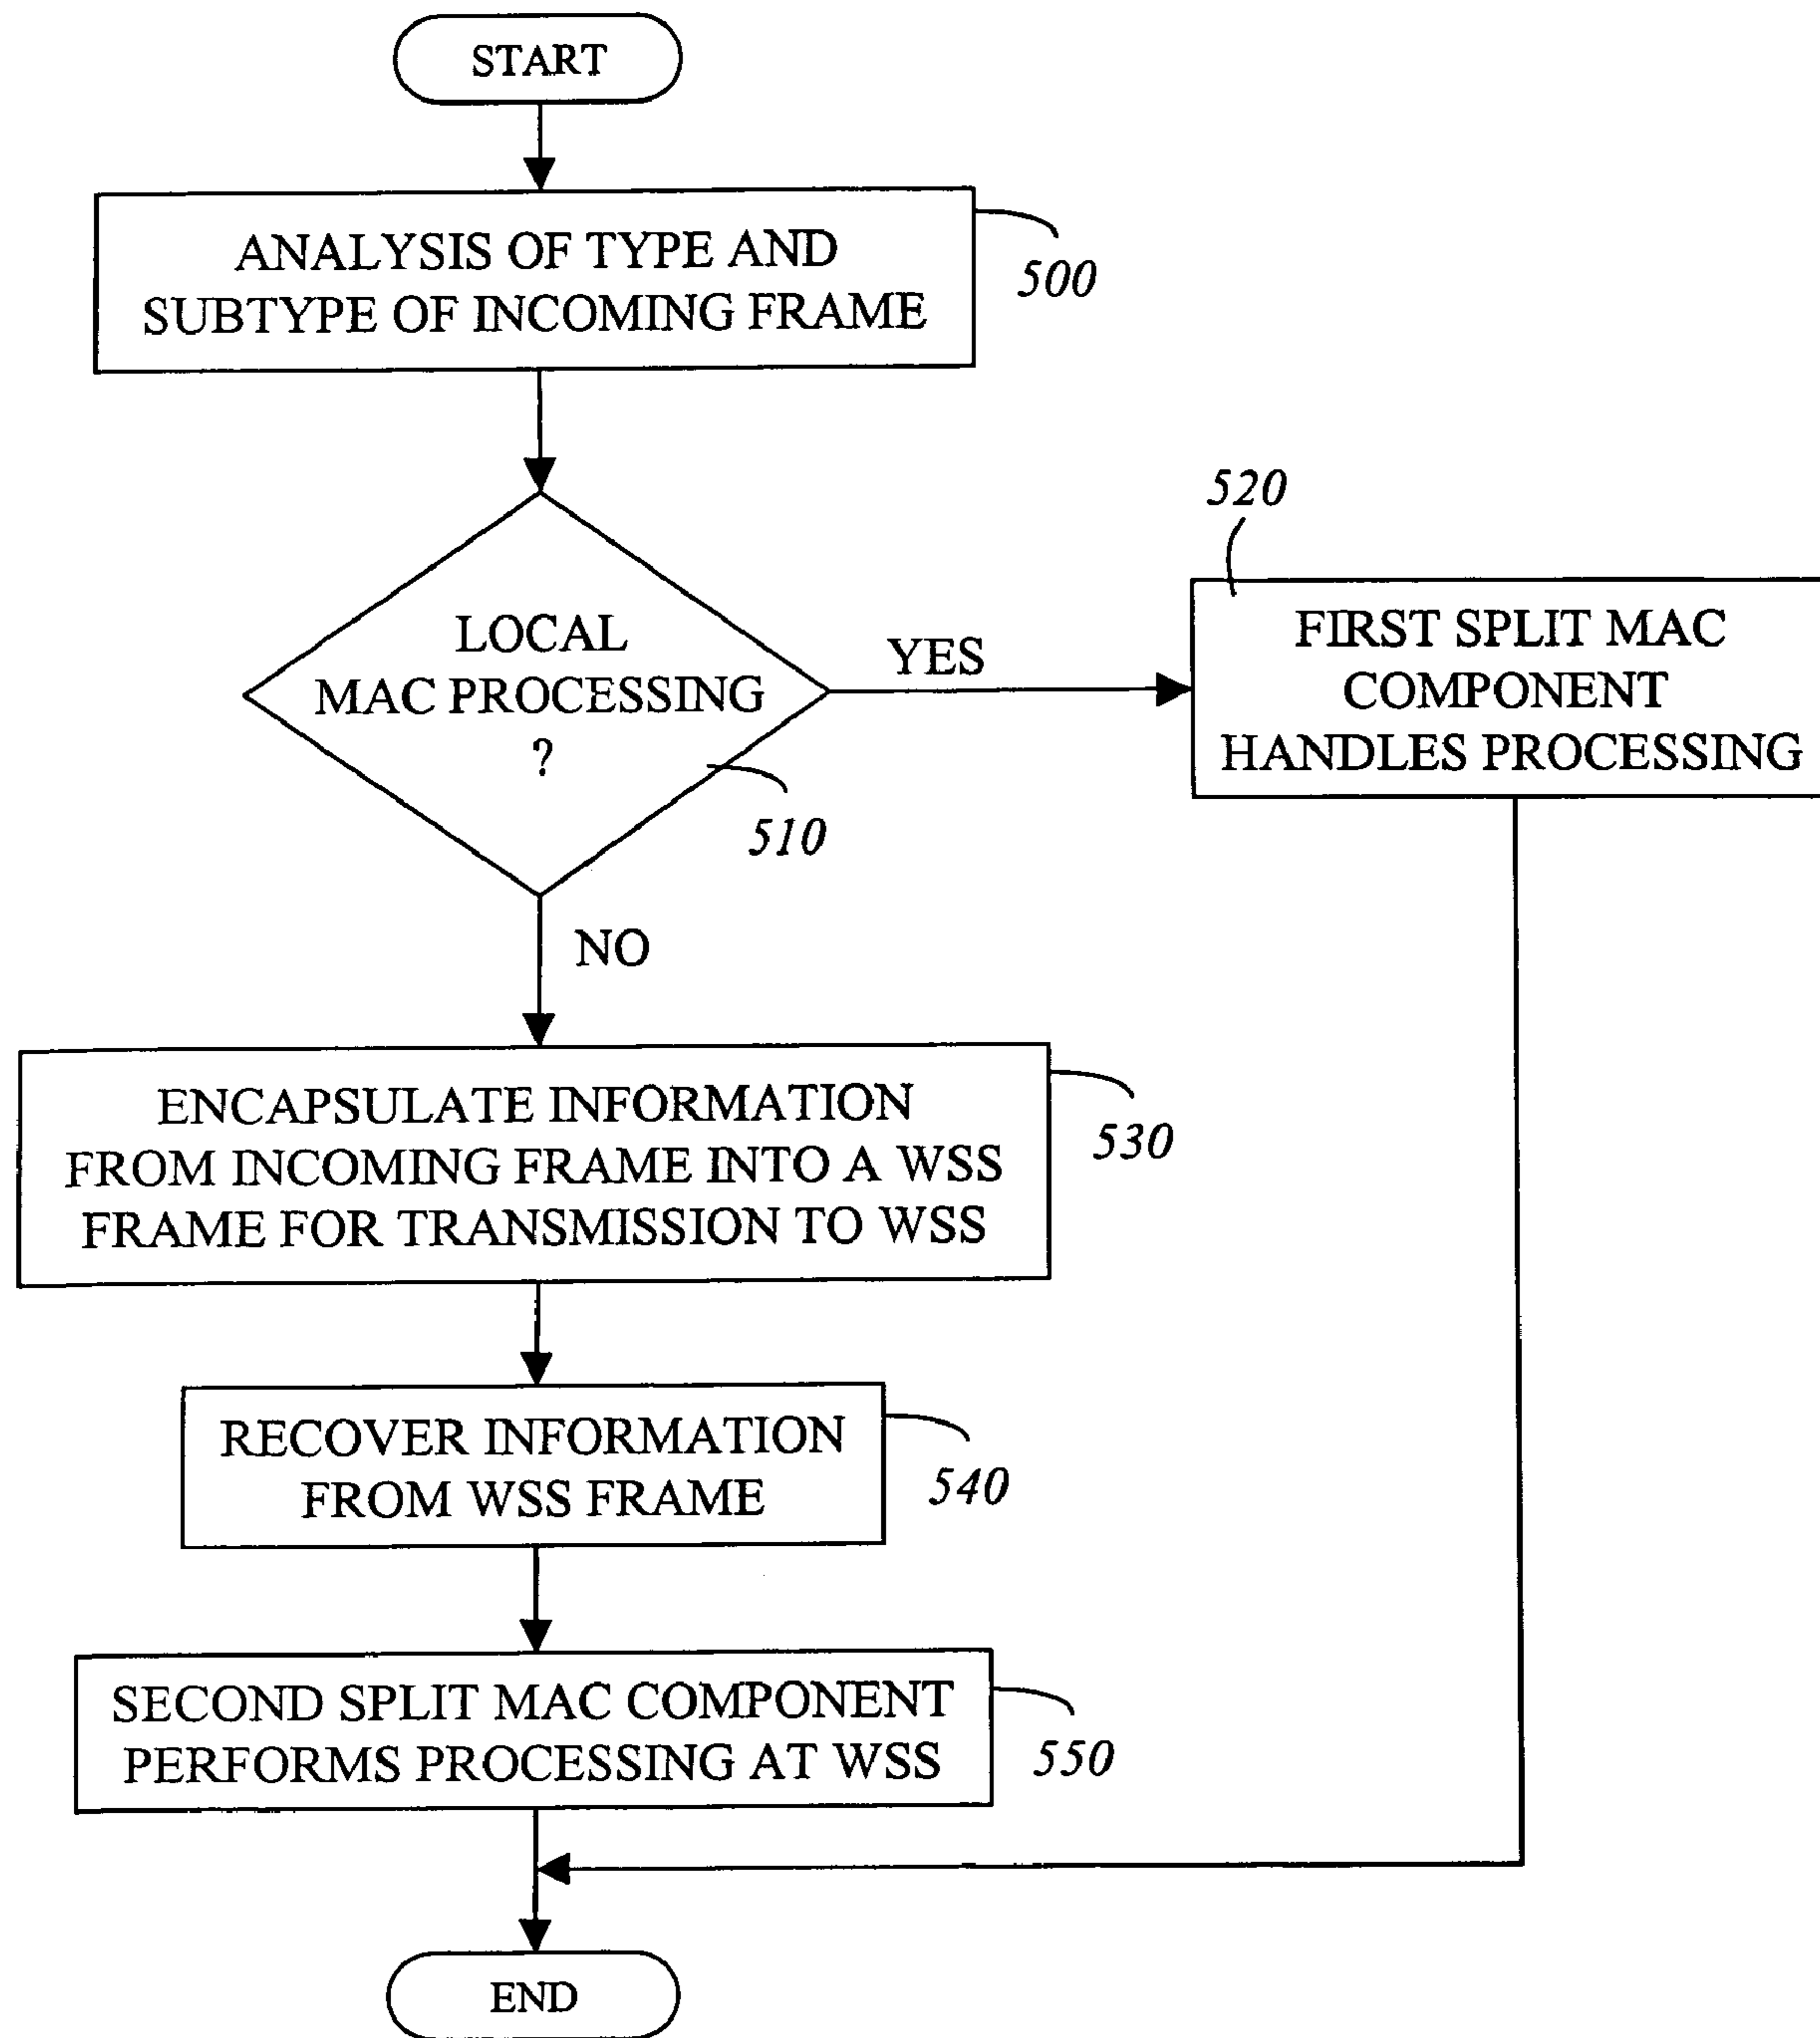 START
ANALYSIS OF TYPE AND
SUBTYPE OF INCOMING FRAME
500
LOCAL
MAC PROCESSING
?
510
YES
520
FIRST SPLIT MAC
COMPONENT
HANDLES PROCESSING
NO
ENCAPSULATE INFORMATION
FROM INCOMING FRAME INTO A WSS
FRAME FOR TRANSMISSION TO WSS
530
RECOVER INFORMATION
FROM WSS FRAME
540
SECOND SPLIT MAC COMPONENT
PERFORMS PROCESSING AT WSS
550
END